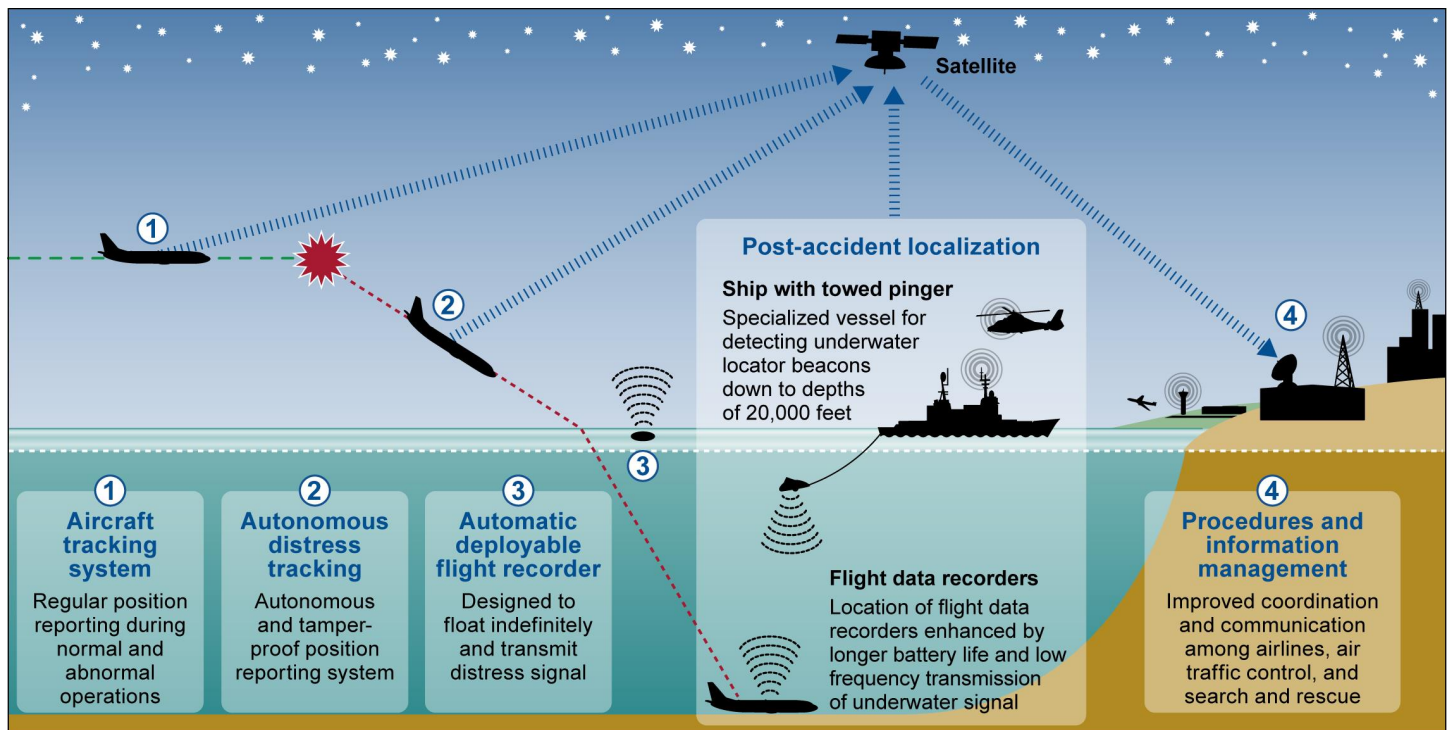 Satellite
1
2
3
4
Post-accident localization
Ship with towed pinger
Specialized vessel for
detecting underwater
locator beacons
down to depths
of 20,000 feet
Flight data recorders
Location of flight data
recorders enhanced by
longer battery life and low
frequency transmission
of underwater signal
1
Aircraft
tracking
system
Regular position
reporting during
normal and
abnormal
operations
2
Autonomous
distress
tracking
Autonomous
and tamper-
proof position
reporting system
3
Automatic
deployable
flight recorder
Designed to
float indefinitely
and transmit
distress signal
4
Procedures and
information
management
Improved coordination
and communication
among airlines, air
traffic control, and
search and rescue